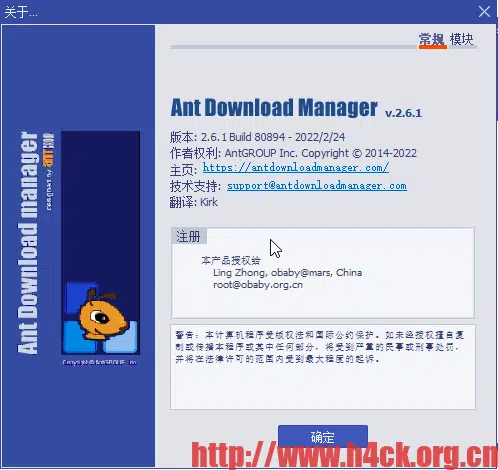 关于...
常规 模块
Ant Download Manager v.2.6.1
版本: 2.6.1 Build 80894 - 2022/2/24
作者权利: AntGROUP Inc. Copyright © 2014-2022
主页: https://antdownloadmanager.com/
技术支持: support@antdownloadmanager.com
翻译: Kirk
Ant Download manager
designed by ANTGROUP
Copyright © AntGROUP Inc.
注册
本产品授权给
Ling Zhong, obaby@mars, China
root@obaby.org.cn
警告: 本计算机程序受版权法和国际公约保护。如未经授权擅自复
制或传播本程序或其中任何部分, 将受到严厉的民事或刑事处罚,
并将在法律许可的范围内受到最大程度的起诉。
确定
http://www.h4ck.org.cn